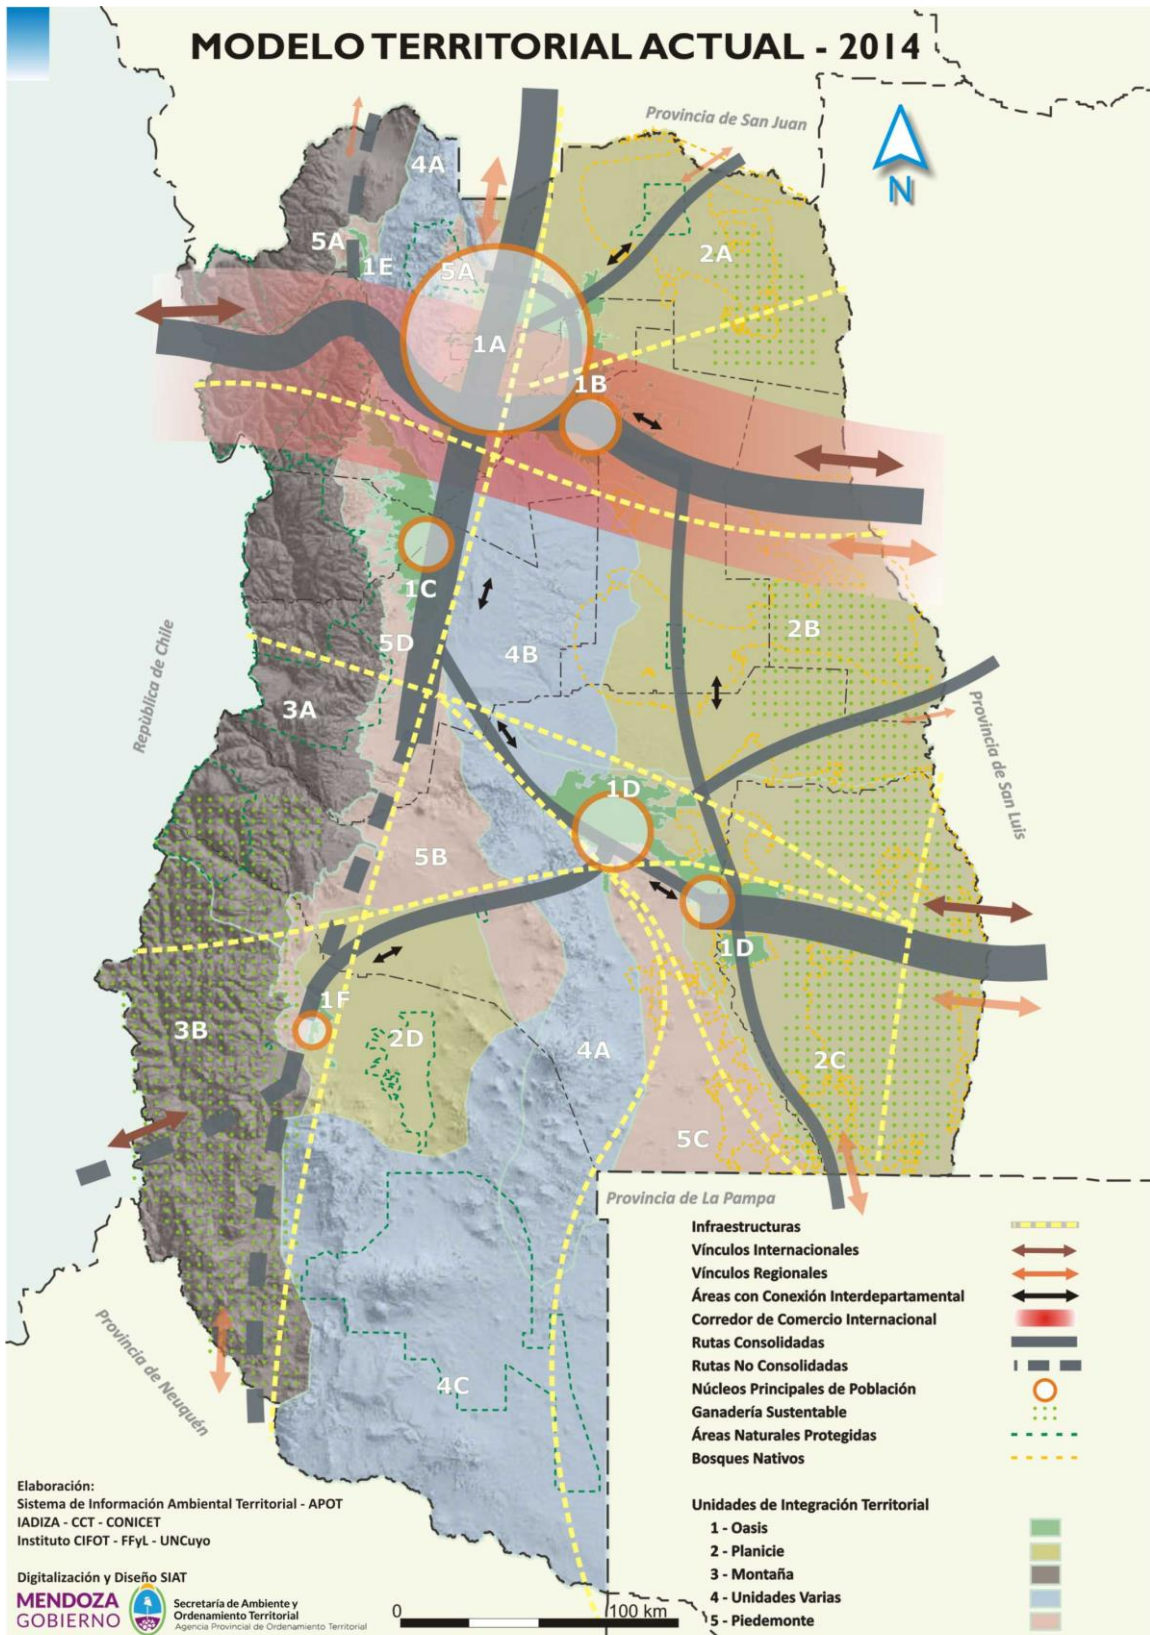 MODELO TERRITORIAL ACTUAL - 2014
Provincia de San Juan
N
4A
5A
1E
5A
2A
1A
1B
1C
5D
4B
2B
República de Chile
3A
Provincia de San Luis
1D
5B
1D
1F
3B
2D
4A
2C
5C
Provincia de La Pampa
Provincia de Neuquén
4C
Infraestructuras
Vínculos Internacionales
Vínculos Regionales
Áreas con Conexión Interdepartamental
Corredor de Comercio Internacional
Rutas Consolidadas
Rutas No Consolidadas
Núcleos Principales de Población
Ganadería Sustentable
Áreas Naturales Protegidas
Bosques Nativos
Unidades de Integración Territorial
1 - Oasis
2 - Planicie
3 - Montaña
4 - Unidades Varias
5 - Piedemonte
Elaboración:
Sistema de Información Ambiental Territorial - APOT
IADIZA - CCT - CONICET
Instituto CIFOT - FFyL - UNCuyo
Digitalización y Diseño SIAT
MENDOZA
GOBIERNO
Secretaría de Ambiente y
Ordenamiento Territorial
Agencia Provincial de Ordenamiento Territorial
0 100 km